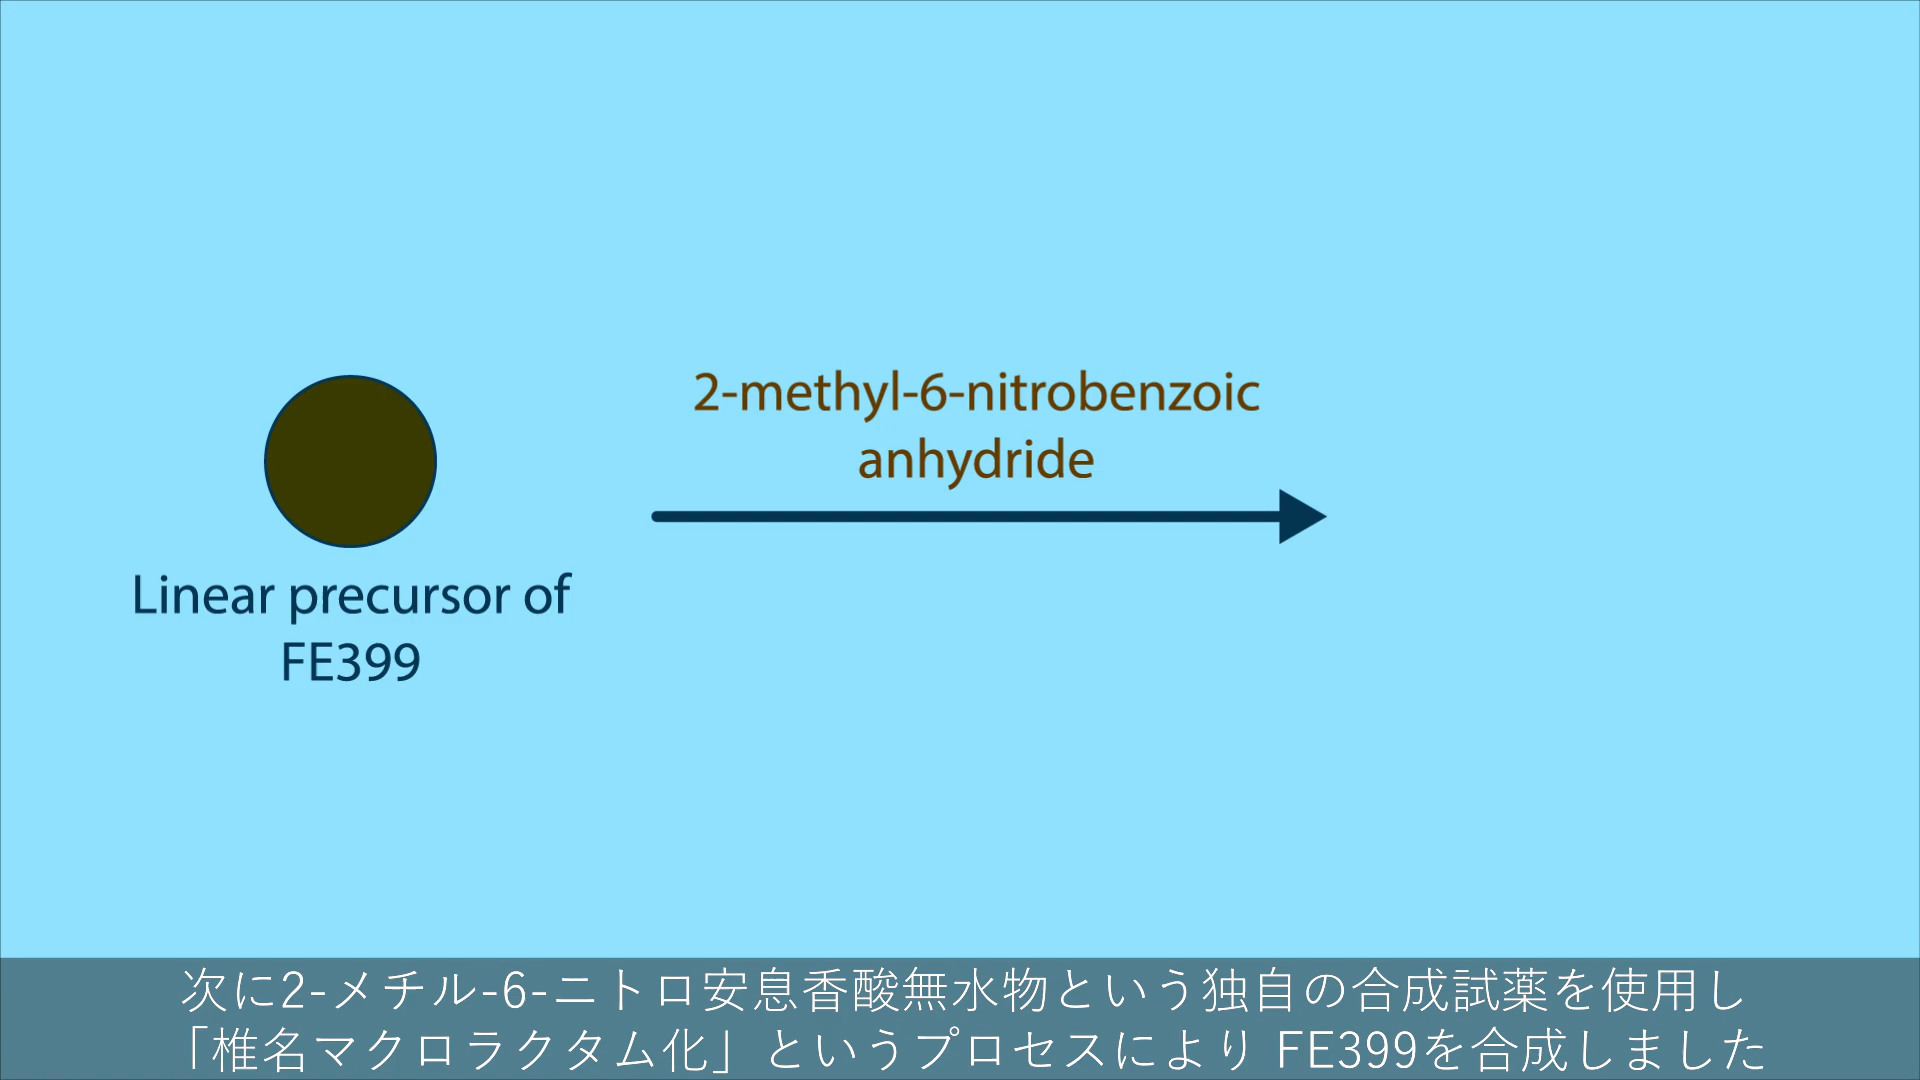 2-methyl-6-nitrobenzoic
anhydride
Linear precursor of
FE399
次に2-メチル-6-ニトロ安息香酸無水物という独自の合成試薬を使用し
「椎名マクロラクタム化」というプロセスにより FE399を合成しました